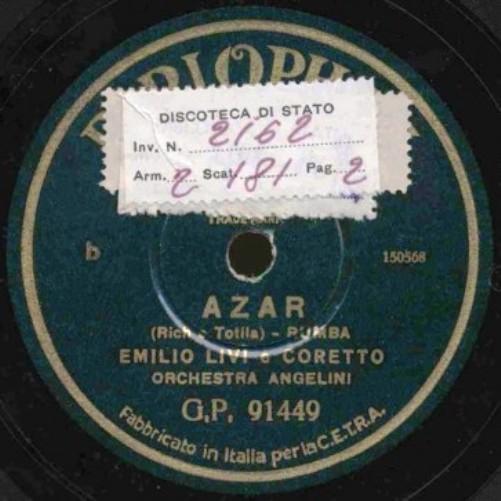 DISCOTECA DI STATO
Inv. N. 2162
Arm. 2 Scat. 181 Pag. 2
b
150568
AZAR
(Rich - Totila) - RUMBA
EMILIO LIVI e CORETTO
ORCHESTRA ANGELINI
G.P. 91449
Fabbricato in Italia per la C.E.T.R.A.